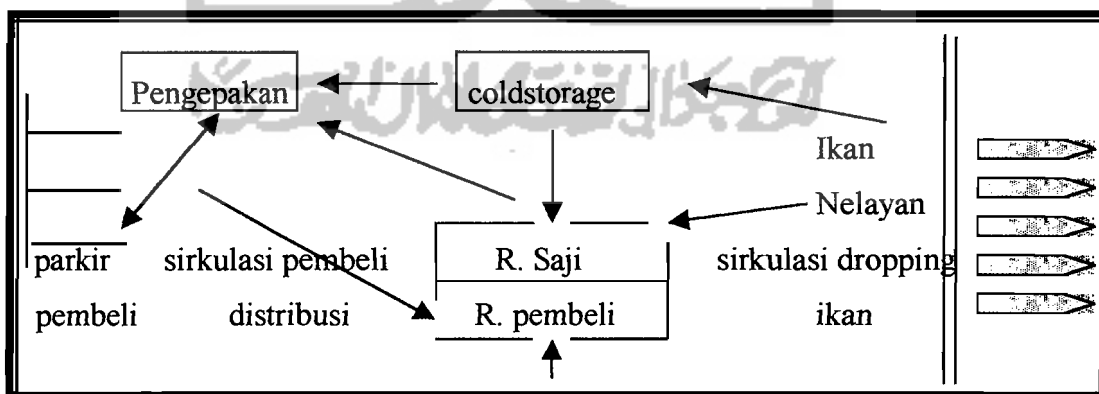 Pengepakan
coldstorage
Ikan
Nelayan
parkir sirkulasi pembeli R. Saji sirkulasi dropping
pembeli distribusi R. pembeli ikan